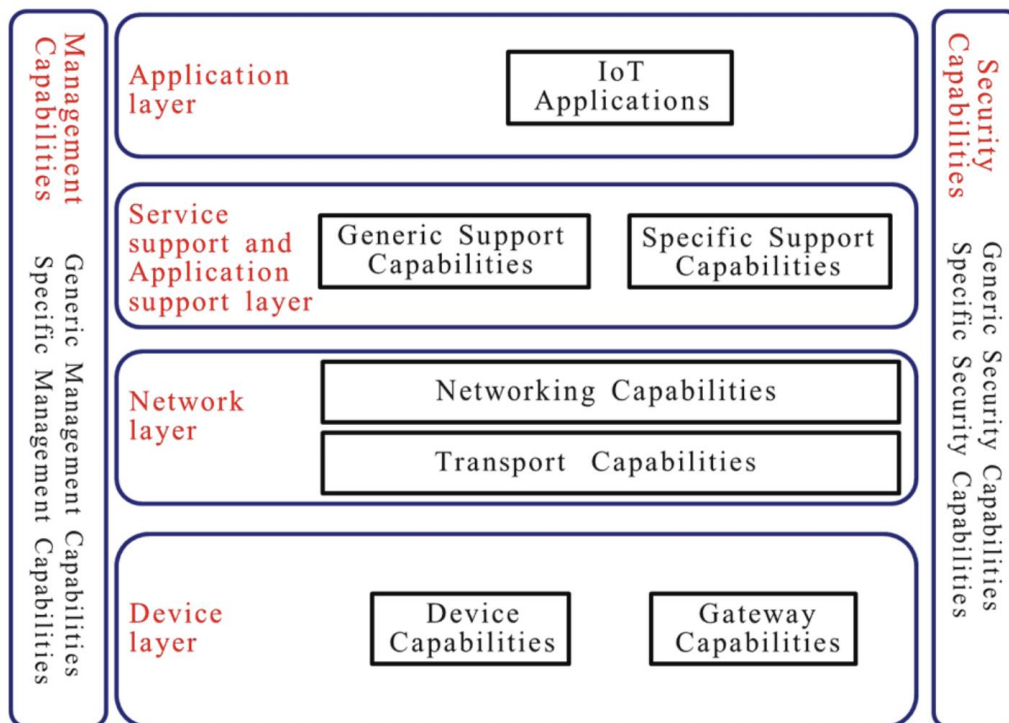 Management
Capabilities
Generic Management Capabilities
Specific Management Capabilities
Application
layer
IoT
Applications
Service
support and
Application
support layer
Generic Support
Capabilities
Specific Support
Capabilities
Network
layer
Networking Capabilities
Transport Capabilities
Device
layer
Device
Capabilities
Gateway
Capabilities
Security
Capabilities
Generic Security Capabilities
Specific Security Capabilities